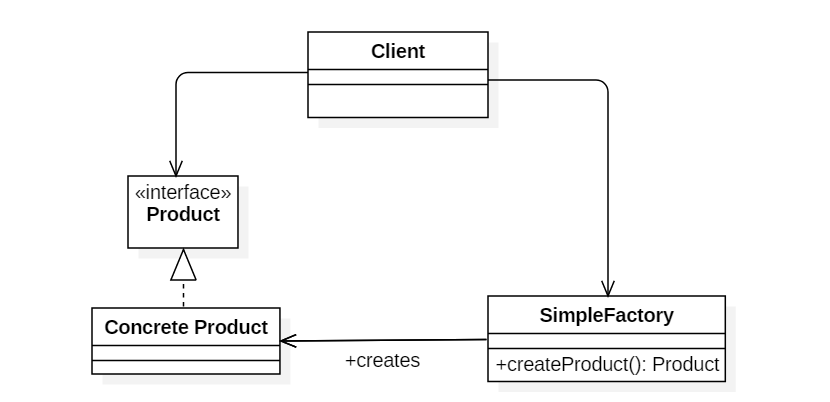 Client
«interface»
Product
Concrete Product
SimpleFactory
+createProduct(): Product
+creates